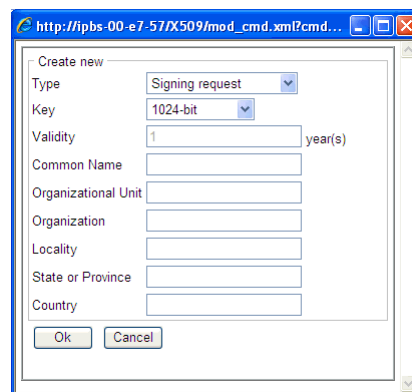 http://ipbs-00-e7-57/X509/mod_cmd.xml?cmd...
Create new
Type Signing request
Key 1024-bit
Validity 1 year(s)
Common Name
Organizational Unit
Organization
Locality
State or Province
Country
Ok Cancel